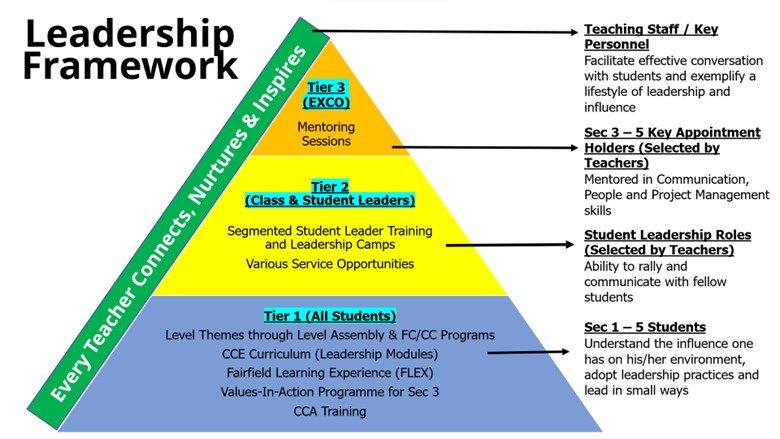 Leadership
Framework
Every Teacher Connects, Nurtures & Inspires
Tier 3
(EXCO)
Mentoring
Sessions
Tier 2
(Class & Student Leaders)
Segmented Student Leader Training
and Leadership Camps
Various Service Opportunities
Tier 1 (All Students)
Level Themes through Level Assembly & FC/CC Programs
CCE Curriculum (Leadership Modules)
Fairfield Learning Experience (FLEX)
Values-In-Action Programme for Sec 3
CCA Training
Teaching Staff / Key
Personnel
Facilitate effective conversation
with students and exemplify a
lifestyle of leadership and
influence
Sec 3 – 5 Key Appointment
Holders (Selected by
Teachers)
Mentored in Communication,
People and Project Management
skills
Student Leadership Roles
(Selected by Teachers)
Ability to rally and
communicate with fellow
students
Sec 1 – 5 Students
Understand the influence one
has on his/her environment,
adopt leadership practices and
lead in small ways